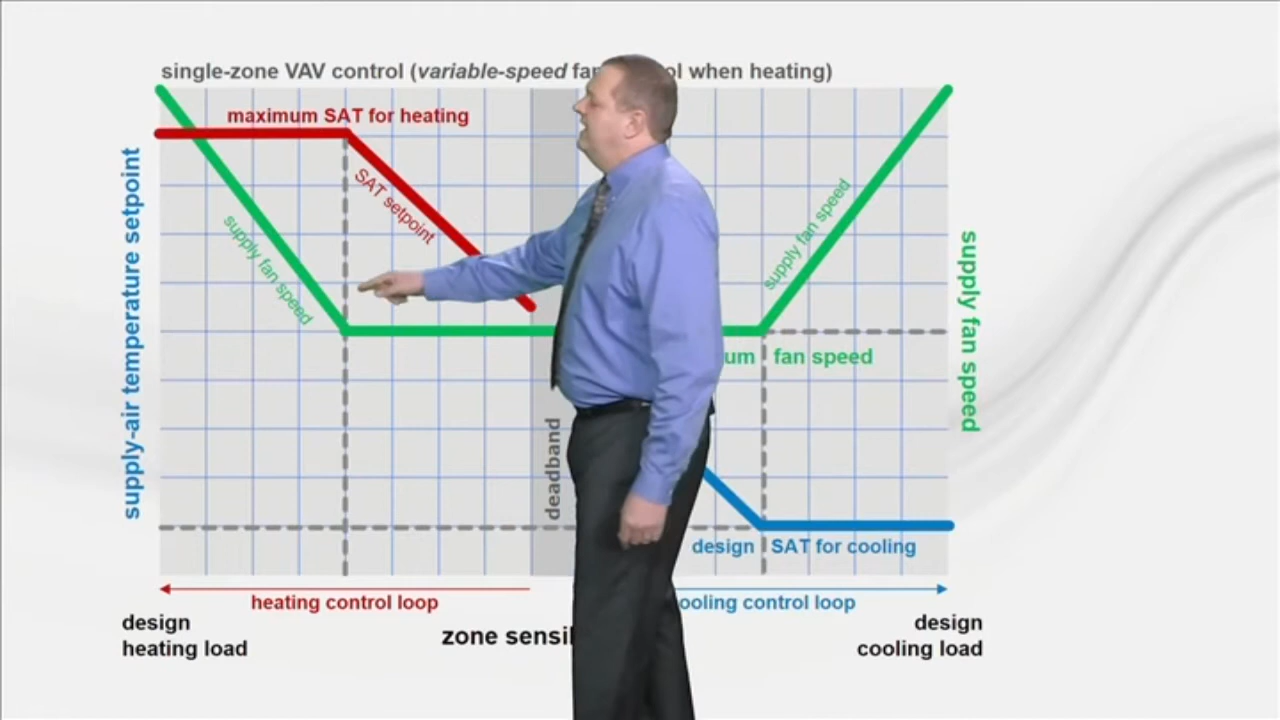 single-zone VAV control (variable-speed fan control when heating)
maximum SAT for heating
SAT setpoint
supply fan speed
supply fan speed
supply-air temperature setpoint
supply fan speed
um fan speed
deadband
design SAT for cooling
heating control loop
ooling control loop
design
heating load
zone sensi
design
cooling load